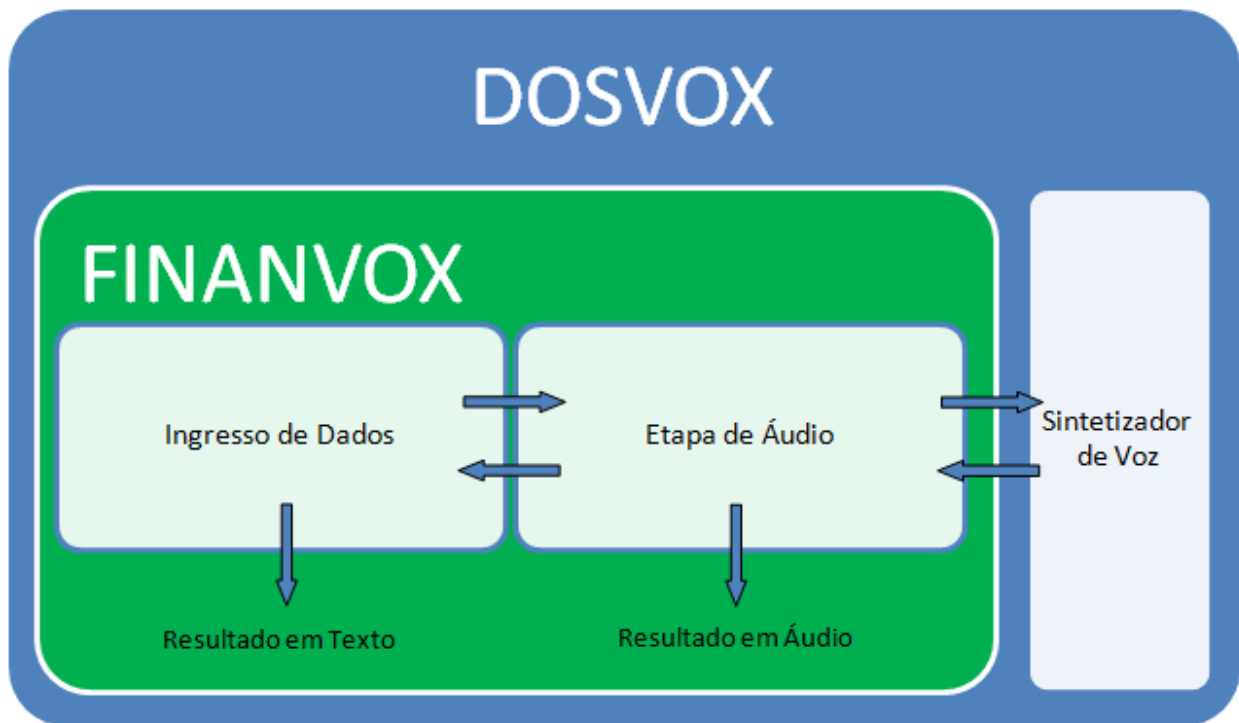 DOSVOX
FINANVOX
Ingresso de Dados
Etapa de Áudio
Sintetizador
de Voz
Resultado em Texto
Resultado em Áudio